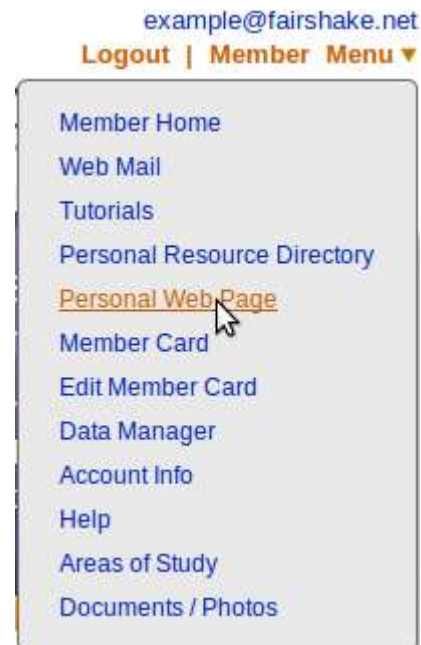 example@fairshake.net
Logout | Member Menu ▼
Member Home
Web Mail
Tutorials
Personal Resource Directory
Personal Web Page
Member Card
Edit Member Card
Data Manager
Account Info
Help
Areas of Study
Documents / Photos